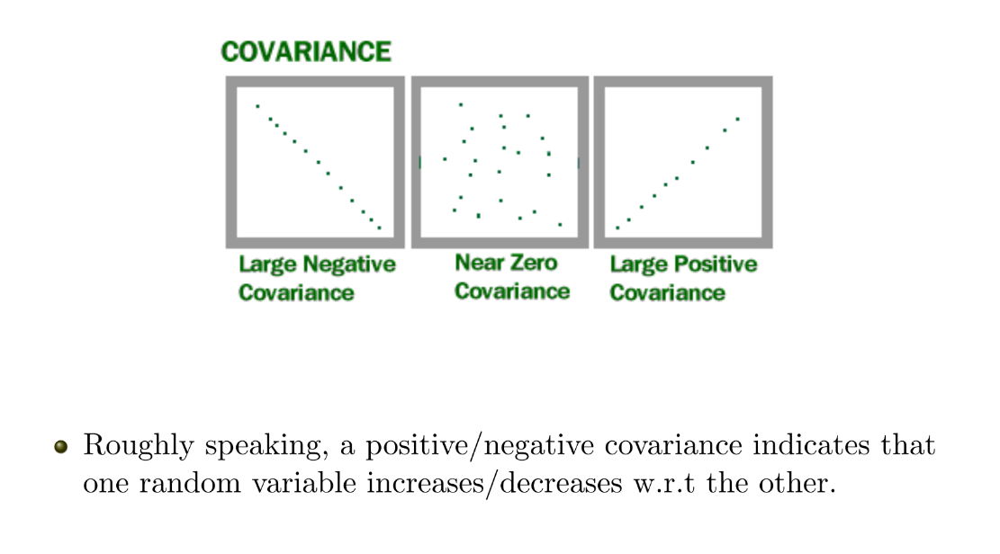 COVARIANCE
Large Negative
Covariance
Near Zero
Covariance
Large Positive
Covariance
Roughly speaking, a positive/negative covariance indicates that
one random variable increases/decreases w.r.t the other.